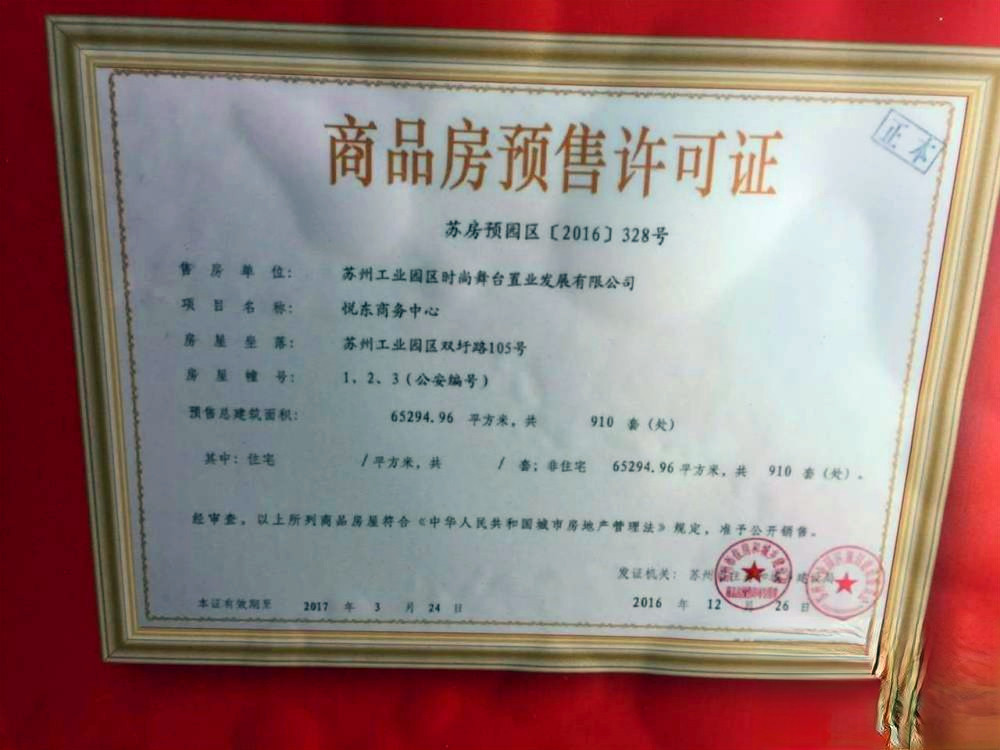 商品房预售许可证
正本
苏房预园区〔2016〕328号
售房单位: 苏州工业园区时尚舞台置业发展有限公司
项目名称: 悦东商务中心
房屋坐落: 苏州工业园区双圩路105号
房屋幢号: 1、2、3(公安编号)
预售总建筑面积: 65294.96 平方米,共 910 套(处)
其中:住宅 /平方米,共 / 套;非住宅 65294.96平方米,共 910 套(处)。
经审查,以上所列商品房屋符合《中华人民共和国城市房地产管理法》规定,准予公开销售。
发证机关: 苏州 住 和城乡建设局
本证有效期至 2017 年 3 月 24 日 2016 年 12 月 26 日